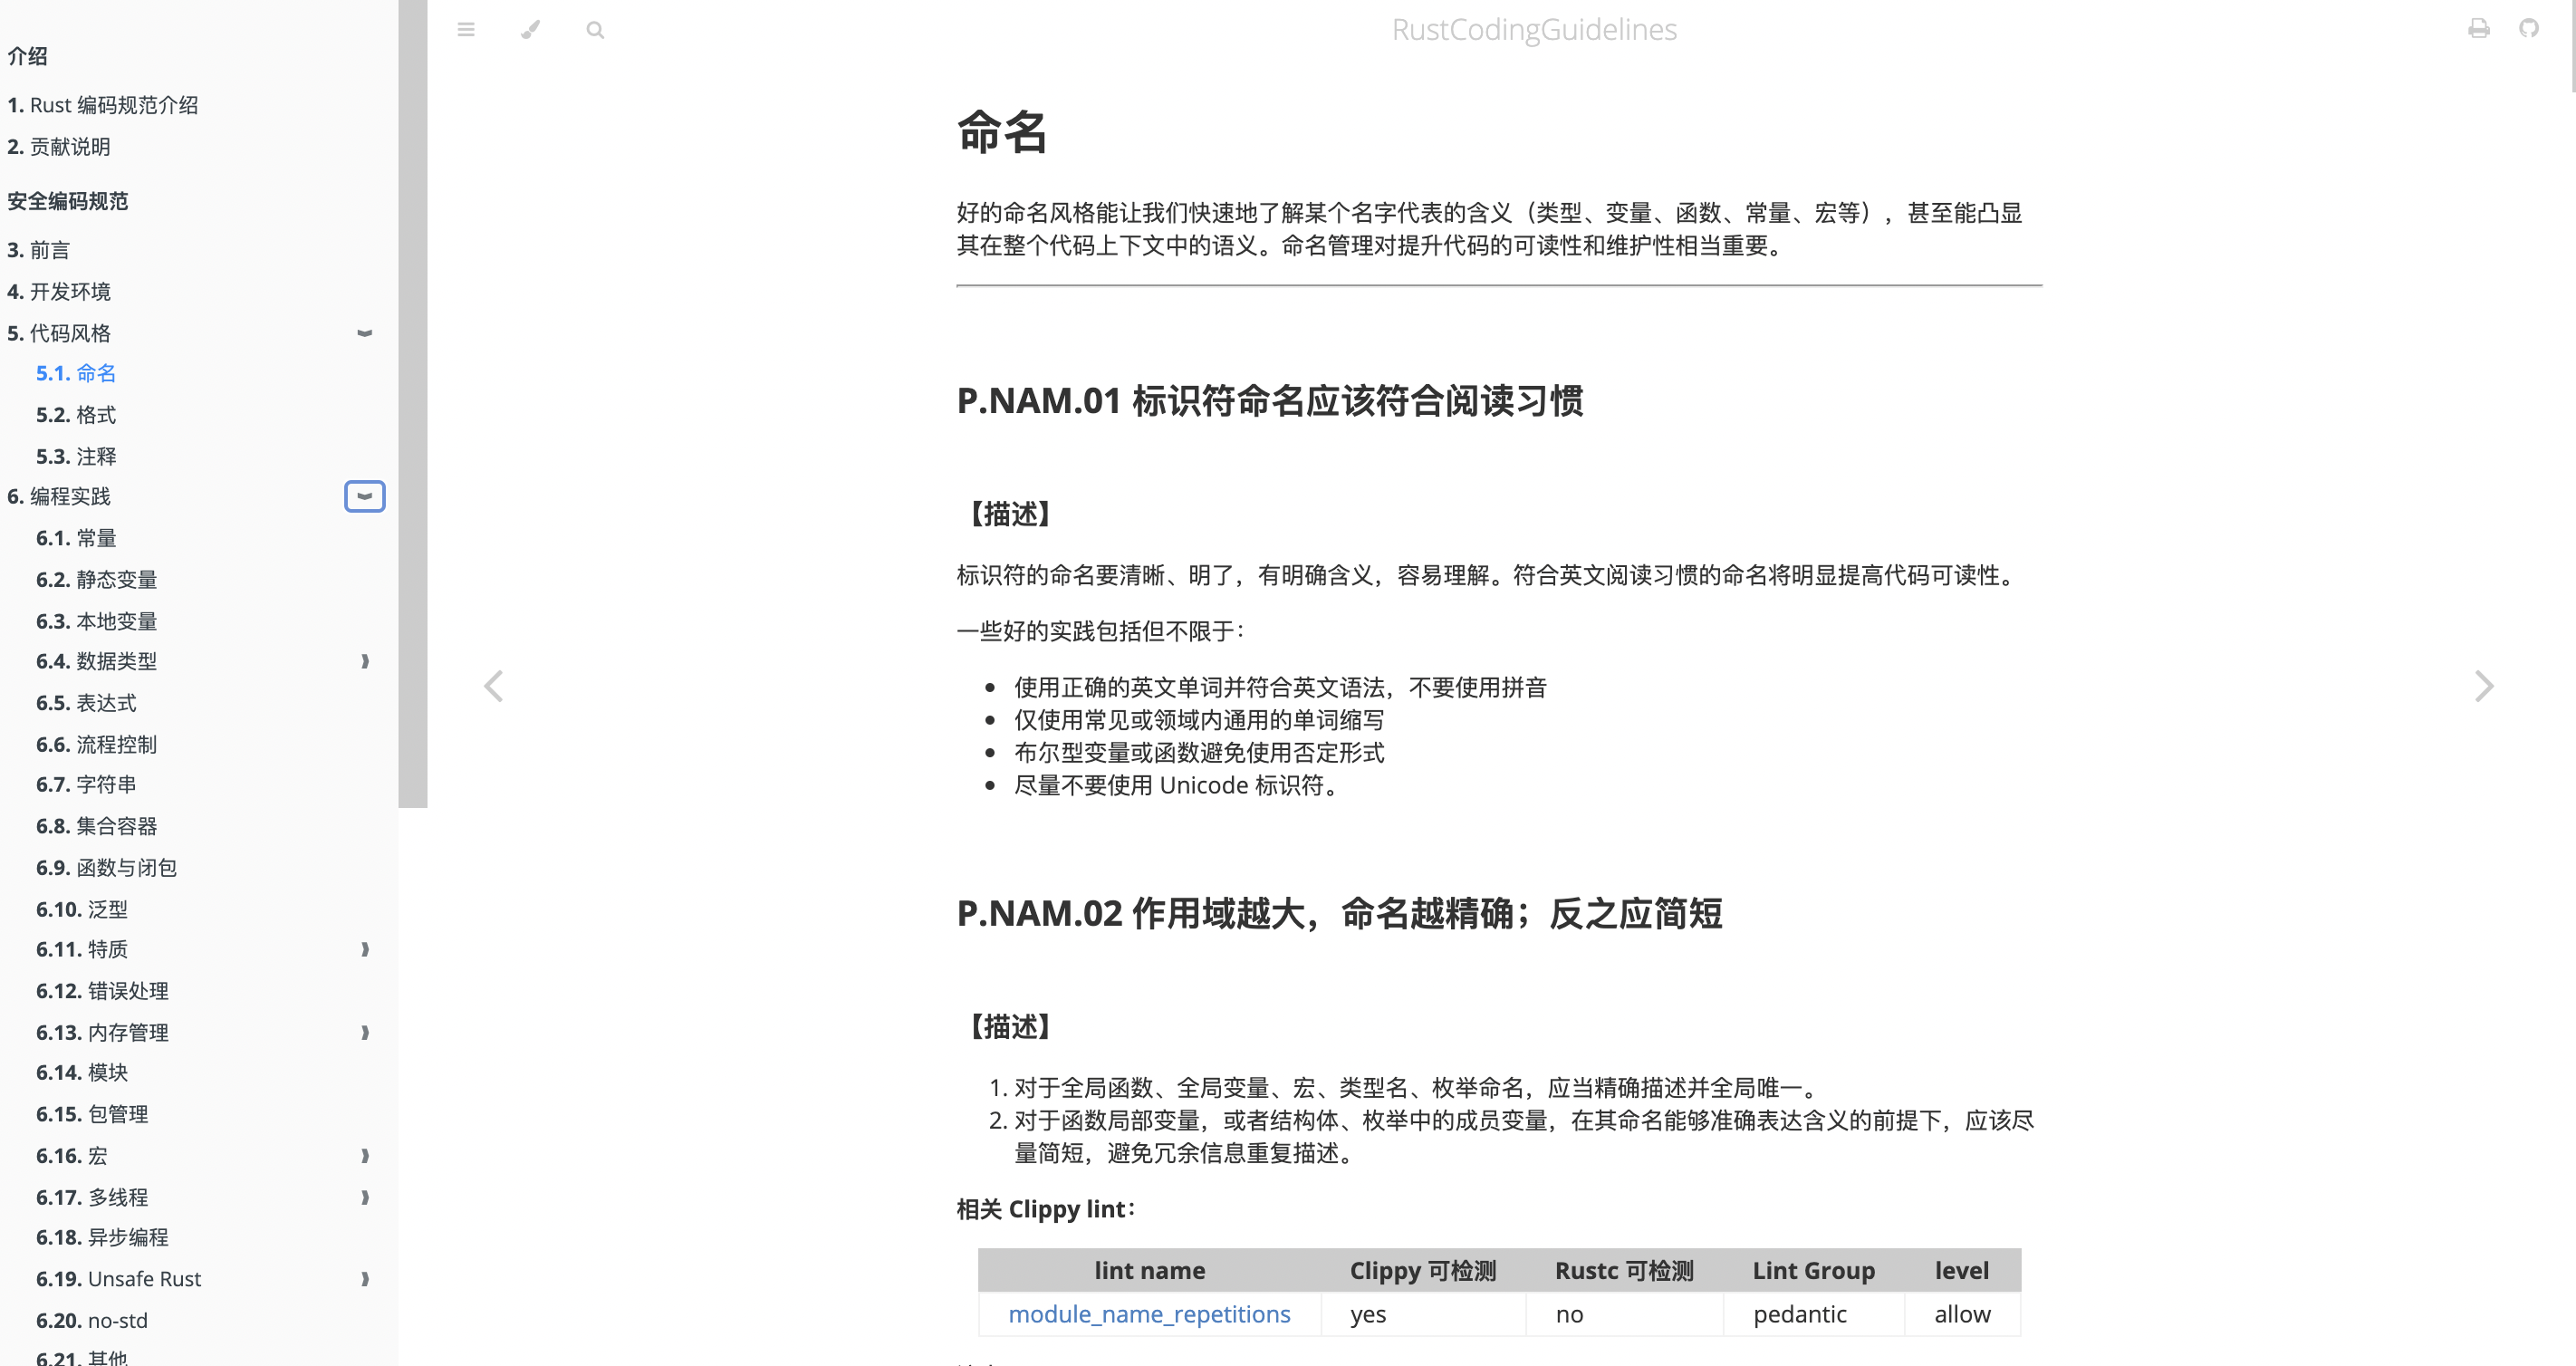 介绍
1. Rust 编码规范介绍
2. 贡献说明
安全编码规范
3. 前言
4. 开发环境
5. 代码风格
5.1. 命名
5.2. 格式
5.3. 注释
6. 编程实践
6.1. 常量
6.2. 静态变量
6.3. 本地变量
6.4. 数据类型
6.5. 表达式
6.6. 流程控制
6.7. 字符串
6.8. 集合容器
6.9. 函数与闭包
6.10. 泛型
6.11. 特质
6.12. 错误处理
6.13. 内存管理
6.14. 模块
6.15. 包管理
6.16. 宏
6.17. 多线程
6.18. 异步编程
6.19. Unsafe Rust
6.20. no-std
6.21. 其他
RustCodingGuidelines
命名
好的命名风格能让我们快速地了解某个名字代表的含义（类型、变量、函数、常量、宏等），甚至能凸显
其在整个代码上下文中的语义。命名管理对提升代码的可读性和维护性相当重要。
P.NAM.01 标识符命名应该符合阅读习惯
【描述】
标识符的命名要清晰、明了，有明确含义，容易理解。符合英文阅读习惯的命名将明显提高代码可读性。
一些好的实践包括但不限于：
• 使用正确的英文单词并符合英文语法，不要使用拼音
• 仅使用常见或领域内通用的单词缩写
• 布尔型变量或函数避免使用否定形式
• 尽量不要使用 Unicode 标识符。
P.NAM.02 作用域越大，命名越精确；反之应简短
【描述】
1. 对于全局函数、全局变量、宏、类型名、枚举命名，应当精确描述并全局唯一。
2. 对于函数局部变量，或者结构体、枚举中的成员变量，在其命名能够准确表达含义的前提下，应该尽
量简短，避免冗余信息重复描述。
相关 Clippy lint：
lint name Clippy 可检测 Rustc 可检测 Lint Group level
module_name_repetitions yes no pedantic allow